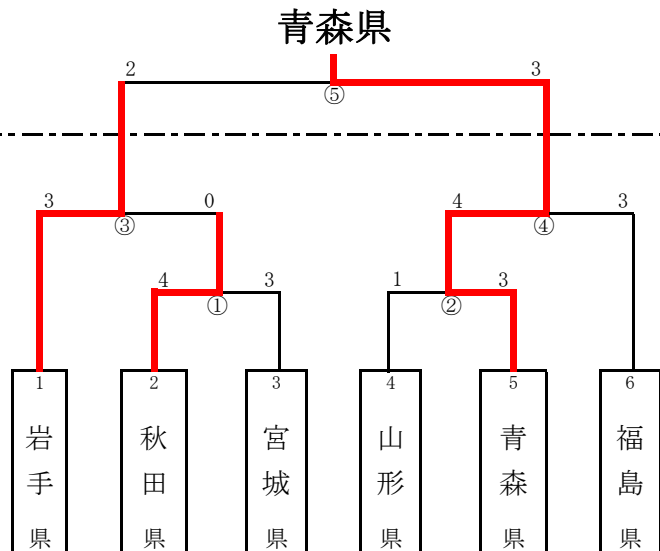 青森県
2 3
⑤
3 0 4 3
③ ④
4 3 1 3
① ②
1 2 3 4 5 6
岩手県
秋田県
宮城県
山形県
青森県
福島県